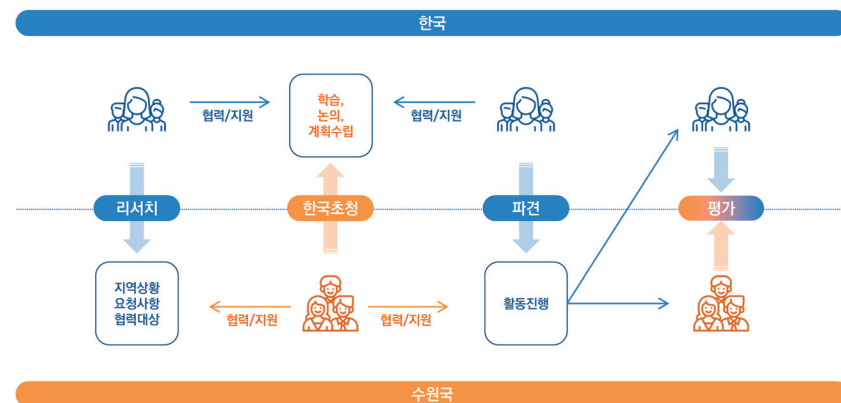 한국
협력/지원
학습,
논의,
계획수립
협력/지원
리서치
한국초청
파견
평가
지역상황
요청사항
협력대상
협력/지원
협력/지원
활동진행
수원국